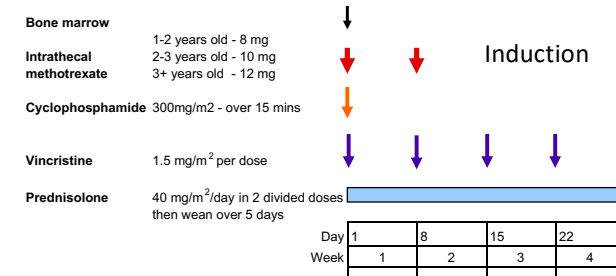 Bone marrow
1-2 years old - 8 mg
Intrathecal 2-3 years old - 10 mg
Induction
methotrexate 3+ years old - 12 mg
Cyclophosphamide 300mg/m2 - over 15 mins
Vincristine 1.5 mg/m² per dose
Prednisolone 40 mg/m²/day in 2 divided doses
then wean over 5 days
Day 1 8 15 22
Week 1 2 3 4